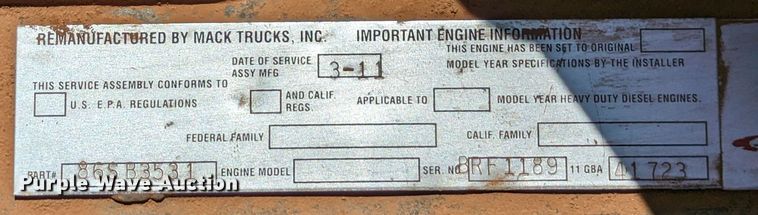 REMANUFACTURED BY MACK TRUCKS, INC. IMPORTANT ENGINE INFORMATION
THIS ENGINE HAS BEEN SET TO ORIGINAL
DATE OF SERVICE
ASSY MFG 3-11 MODEL YEAR SPECIFICATIONS BY THE INSTALLER
THIS SERVICE ASSEMBLY CONFORMS TO
U.S. E.P.A. REGULATIONS AND CALIF. REGS. APPLICABLE TO MODEL YEAR HEAVY DUTY DIESEL ENGINES.
FEDERAL FAMILY CALIF. FAMILY
PART# 865 B3531 ENGINE MODEL SER. NO. BRF1189 11 GBA 41723
Purple Wave Auction